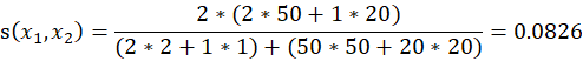 s(x₁,x₂) = 2 * (2 * 50 + 1 * 20) / (2 * 2 + 1 * 1) + (50 * 50 + 20 * 20) = 0.0826